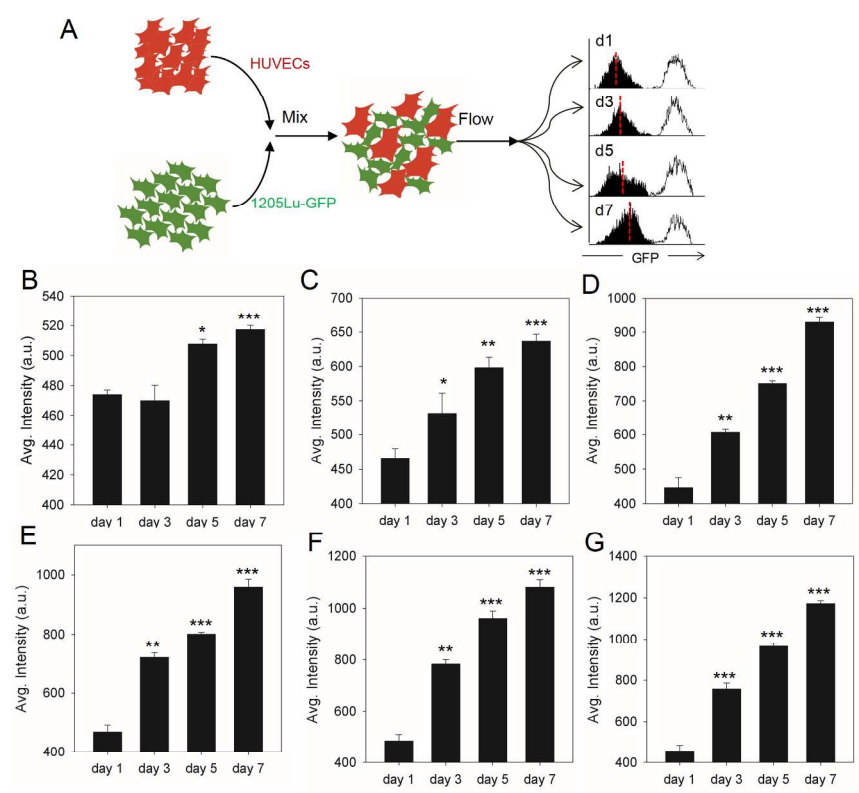 A
HUVECs
Mix
Flow
1205Lu-GFP
d1
d3
d5
d7
GFP
B
Avg. Intensity (a.u.)
540
520
500
480
460
440
420
400
*
***
day 1 day 3 day 5 day 7
C
Avg. Intensity (a.u.)
700
650
600
550
500
450
400
*
**
***
day 1 day 3 day 5 day 7
D
Avg. Intensity (a.u.)
1000
900
800
700
600
500
400
**
***
***
day 1 day 3 day 5 day 7
E
Avg. Intensity (a.u.)
1000
800
600
400
**
***
***
day 1 day 3 day 5 day 7
F
Avg. Intensity (a.u.)
1200
1000
800
600
400
**
***
***
day 1 day 3 day 5 day 7
G
Avg. Intensity (a.u.)
1400
1200
1000
800
600
400
***
***
***
day 1 day 3 day 5 day 7